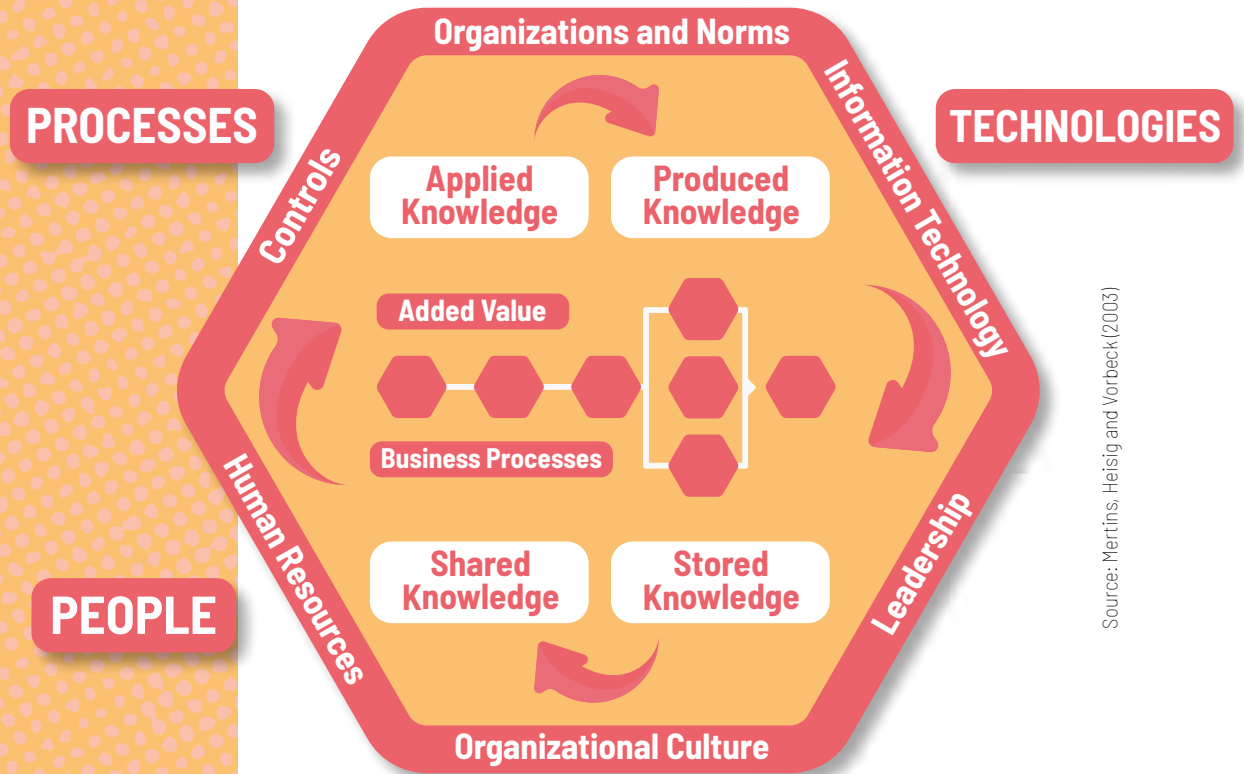 Organizations and Norms
PROCESSES
TECHNOLOGIES
Controls
Information Technology
Applied
Knowledge
Produced
Knowledge
Added Value
Business Processes
Source: Mertins, Heisig and Vorbeck (2003)
Human Resources
Leadership
Shared
Knowledge
Stored
Knowledge
PEOPLE
Organizational Culture